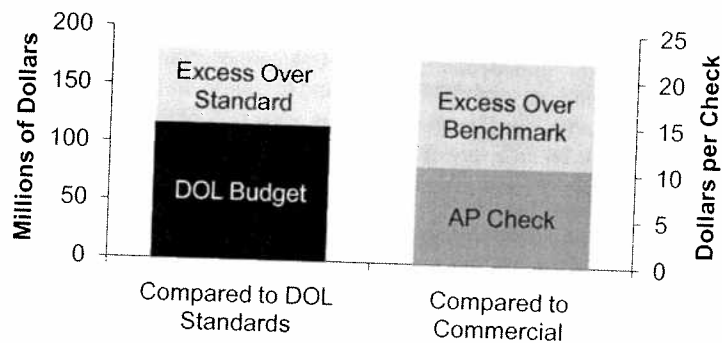 Millions of Dollars
200
150
100
50
0
Excess Over
Standard
DOL Budget
Compared to DOL
Standards
Excess Over
Benchmark
AP Check
Compared to
Commercial
25
20
15
10
5
0
Dollars per Check